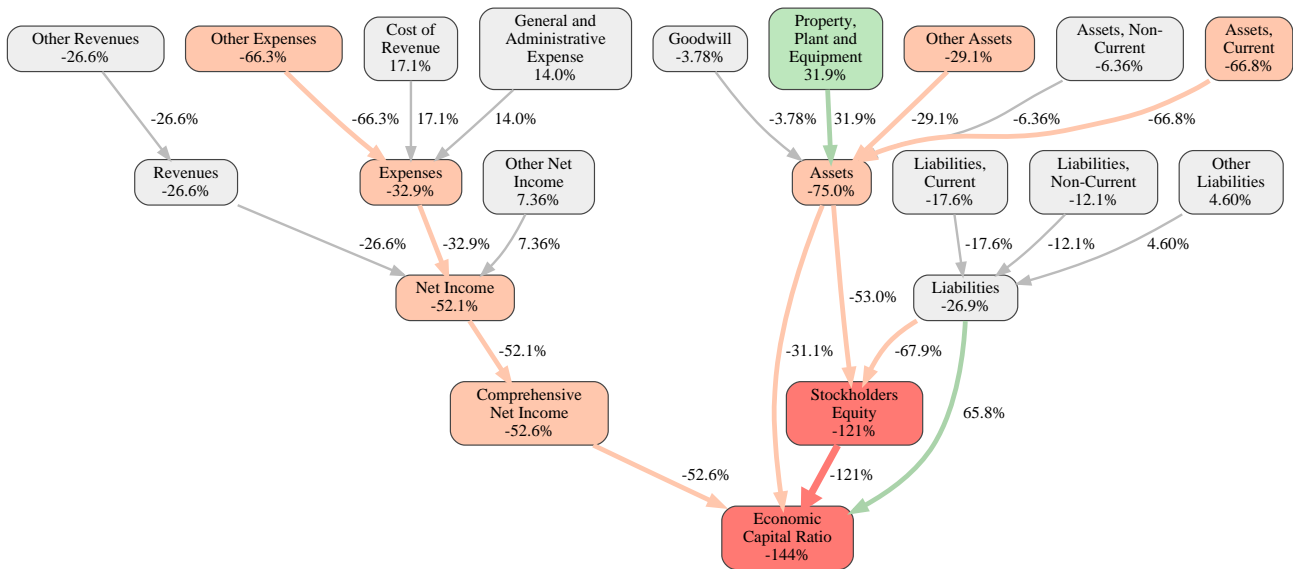 Other Revenues
-26.6%
Other Expenses
-66.3%
Cost of
Revenue
17.1%
General and
Administrative
Expense
14.0%
Goodwill
-3.78%
Property,
Plant and
Equipment
31.9%
Other Assets
-29.1%
Assets, Non-
Current
-6.36%
Assets,
Current
-66.8%
-26.6%
-66.3%
17.1%
14.0%
-3.78%
31.9%
-29.1%
-6.36%
-66.8%
Revenues
-26.6%
Expenses
-32.9%
Other Net
Income
7.36%
Assets
-75.0%
Liabilities,
Current
-17.6%
Liabilities,
Non-Current
-12.1%
Other
Liabilities
4.60%
-26.6%
-32.9%
7.36%
-17.6%
-12.1%
4.60%
Net Income
-52.1%
-53.0%
Liabilities
-26.9%
-52.1%
-31.1%
-67.9%
Comprehensive
Net Income
-52.6%
Stockholders
Equity
-121%
65.8%
-52.6%
-121%
Economic
Capital Ratio
-144%